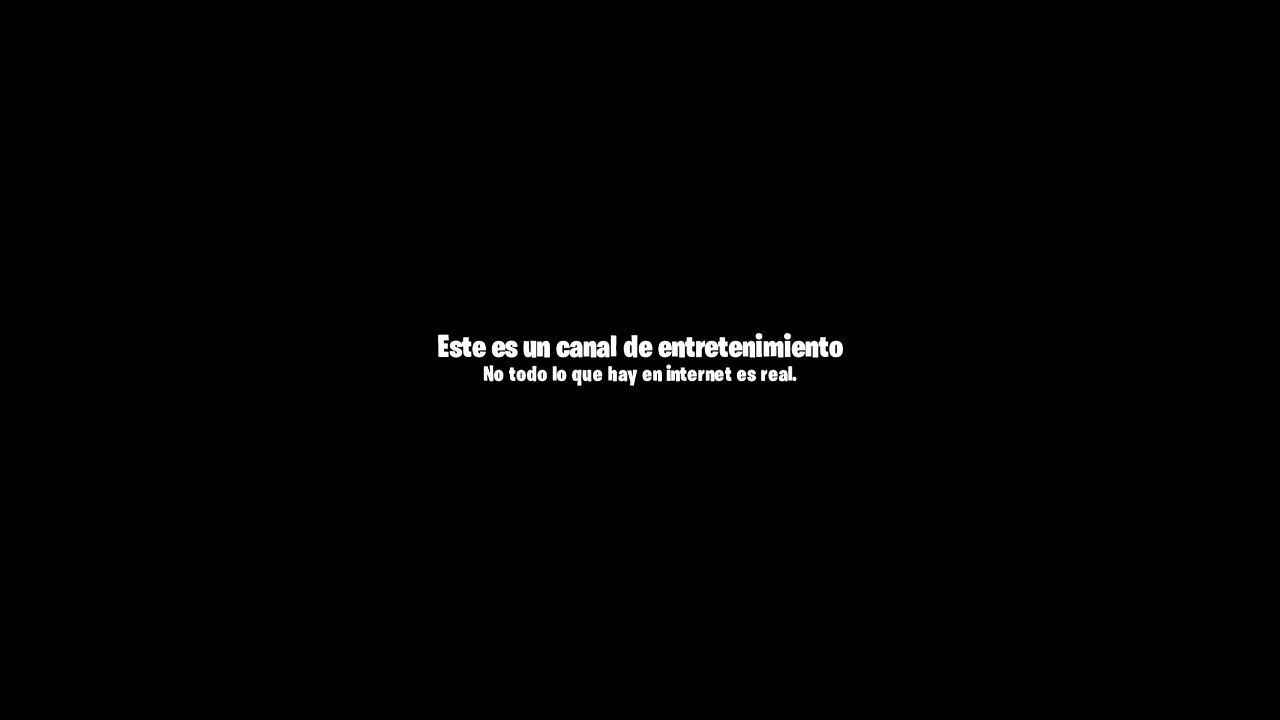 Este es un canal de entretenimiento
No todo lo que hay en internet es real.